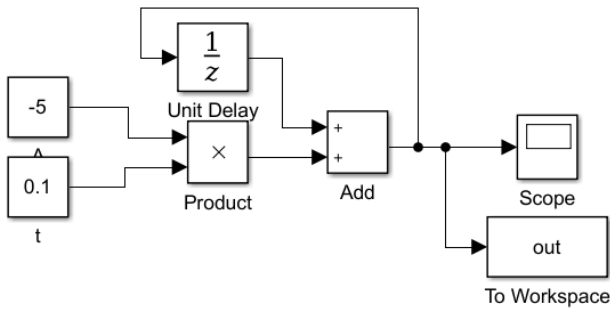 1
z
Unit Delay
-5
0.1
t
×
Product
+
+
Add
Scope
out
To Workspace